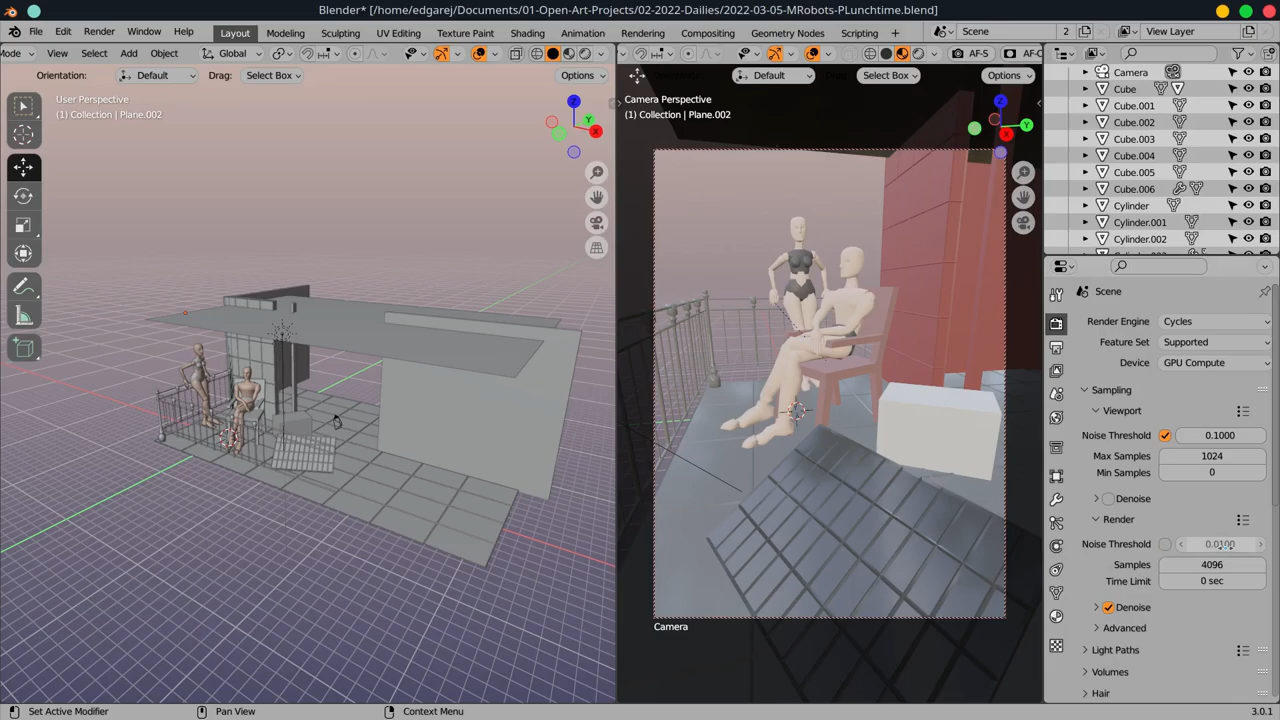 Blender* [/home/edgarej/Documents/01-Open-Art-Projects/02-2022-Dailies/2022-03-05-MRobots-PLunchtime.blend]
File Edit Render Window Help Layout Modeling Sculpting UV Editing Texture Paint Shading Animation Rendering Compositing Geometry Nodes Scripting Scene 2 View Layer
Mode View Select Add Object Global AF-S
Orientation: Default Drag: Select Box Options Default Drag: Select Box Options
User Perspective
(1) Collection | Plane.002
Z
Y
X
Camera Perspective
(1) Collection | Plane.002
Z
Y
X
Camera
Camera
Cube
Cube.001
Cube.002
Cube.003
Cube.004
Cube.005
Cube.006
Cylinder
Cylinder.001
Cylinder.002
Scene
Render Engine Cycles
Feature Set Supported
Device GPU Compute
Sampling
Viewport
Noise Threshold 0.1000
Max Samples 1024
Min Samples 0
Denoise
Render
Noise Threshold 0.0100
Samples 4096
Time Limit 0 sec
Denoise
Advanced
Light Paths
Volumes
Hair
Set Active Modifier Pan View Context Menu 3.0.1